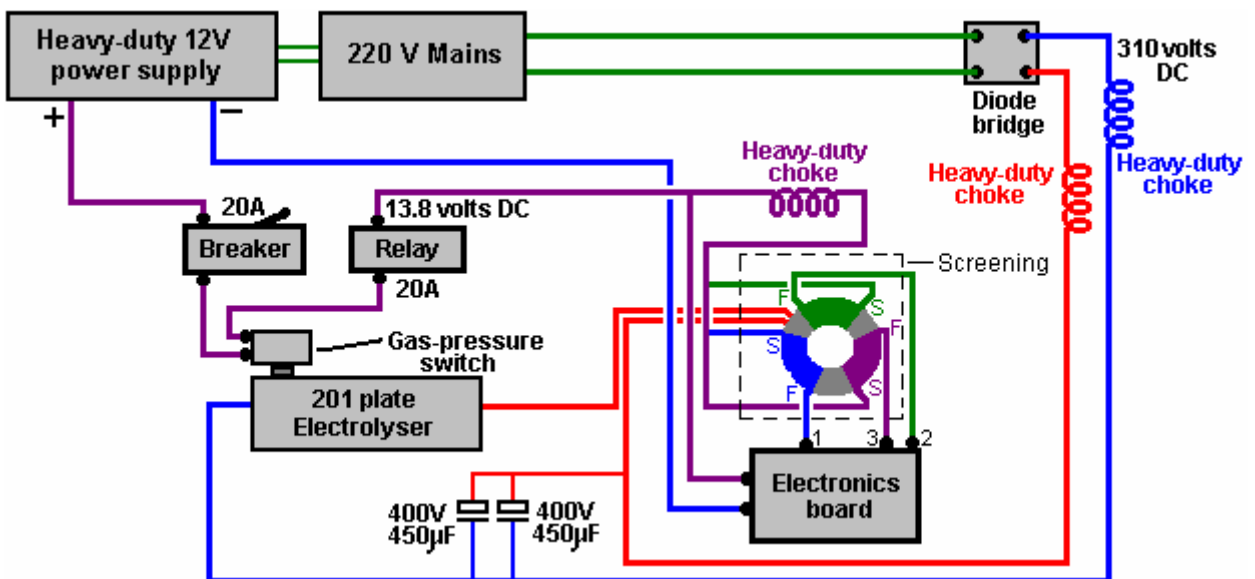 Heavy-duty 12V
power supply
220 V Mains
310 volts
DC
Diode
bridge
+
−
Heavy-duty
choke
Heavy-duty
choke
Heavy-duty
choke
20A
13.8 volts DC
Breaker
Relay
20A
Screening
F
S
F
S
S
F
Gas-pressure
switch
201 plate
Electrolyser
1
3
2
Electronics
board
400V
450µF
400V
450µF